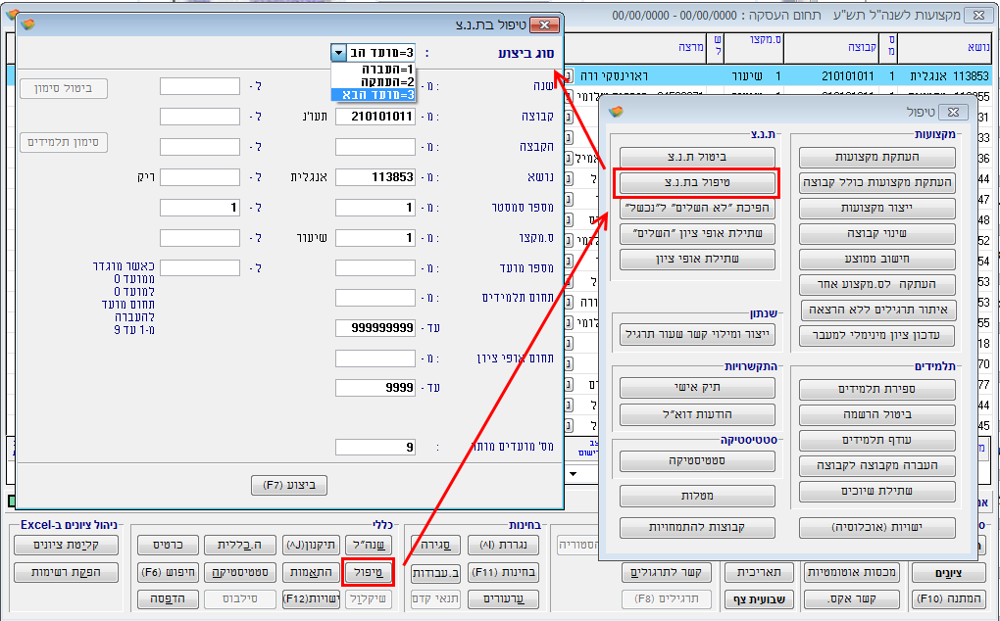 מקצועות לשנה"ל תש"ע תחום העסקה : 00/00/0000 - 00/00/0000
נושא
קבוצה
ס.מקצו
מרצה
113853 אנגלית 1 210101011 1 שיעור ראוינסקי ורה
טיפול בת.נ.צ
סוג ביצוע : 3=מועד הב
1=העברה
2=העתקה
3=מועד הבא
שנה : מ - ל -
ביטול סימון
קבוצה : מ - 210101011 תער'נ ל -
הקבצה : מ - ל -
סימון תלמידים
נושא : מ - 113853 אנגלית ל - ריק
מספר סמסטר : מ - 1 ל - 1
ס.מקצו : מ - 1 שיעור ל -
מספר מועד : מ - ל -
כאשר מוגדר
ממועד 0
למועד 0
תחום מועד
להעברה
מ-1 עד 9
תחום תלמידים : מ -
עד - 999999999
תחום אופי ציון : מ -
עד - 9999
מס' מועדים מותר : 9
ביצוע (F7)
טיפול
מקצועות
העתקת מקצועות
העתקת מקצועות כולל קבוצה
ייצור מקצועות
שינוי קבוצה
חישוב ממוצע
העתקה לס.מקצוע אחר
איתור תרגילים ללא הרצאה
עדכון ציון מינימלי למעבר
תלמידים
ספירת תלמידים
ביטול הרשמה
עודף תלמידים
העברה מקבוצה לקבוצה
שתילת שיוכים
ישויות (אוכלוסיה)
ת.נ.צ
ביטול ת.נ.צ
טיפול בת.נ.צ
הפיכת "לא השלים" ל"נכשל"
שתילת אופי ציון "השלים"
שתילת אופי ציון
שנתון
ייצור ומילוי קשר שעור תרגיל
התקשרויות
תיק אישי
הודעות דוא"ל
סטטיסטיקה
סטטיסטיקה
מטלות
קבוצות להתמחויות
ציונים
המתנה (F10)
מכסות אוטומטיות
קשר אקס.
תאריכית
שבועית צף
קשר לתרגולים
תרגילים (F8)
בחינות
נגררת (^I)
סגירה
בחינות (F11)
ב.עבודות
ערעורים
תנאי קדם
כללי
שנה"ל
תיקנון(^J)
ה.כללית
כרטיס
טיפול
התאמות
סטטיסטיקה
חיפוש (F6)
שיקלול
ישויות(F12)
סילבוס
הדפסה
ניהול ציונים ב-Excel
קליטת ציונים
הפקת רשימות